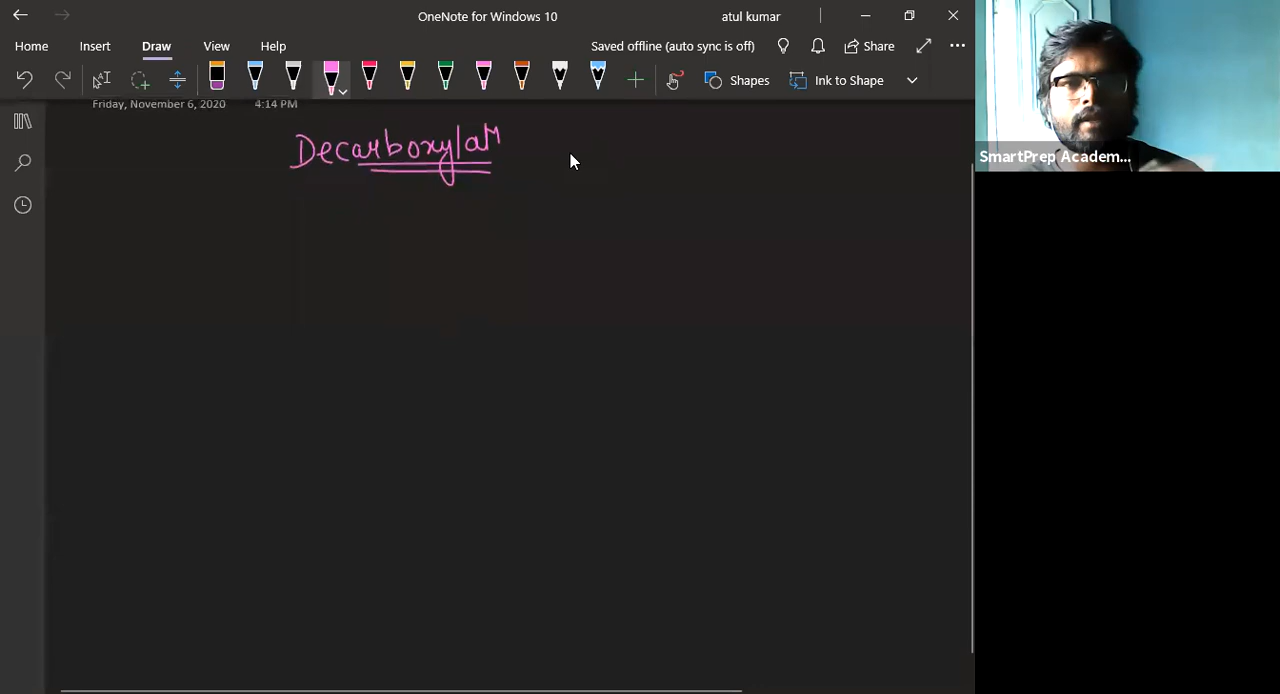 OneNote for Windows 10
atul kumar
Home Insert Draw View Help
Saved offline (auto sync is off)
Share
Shapes
Ink to Shape
Friday, November 6, 2020 4:14 PM
Decarboxylatn
SmartPrep Academ...